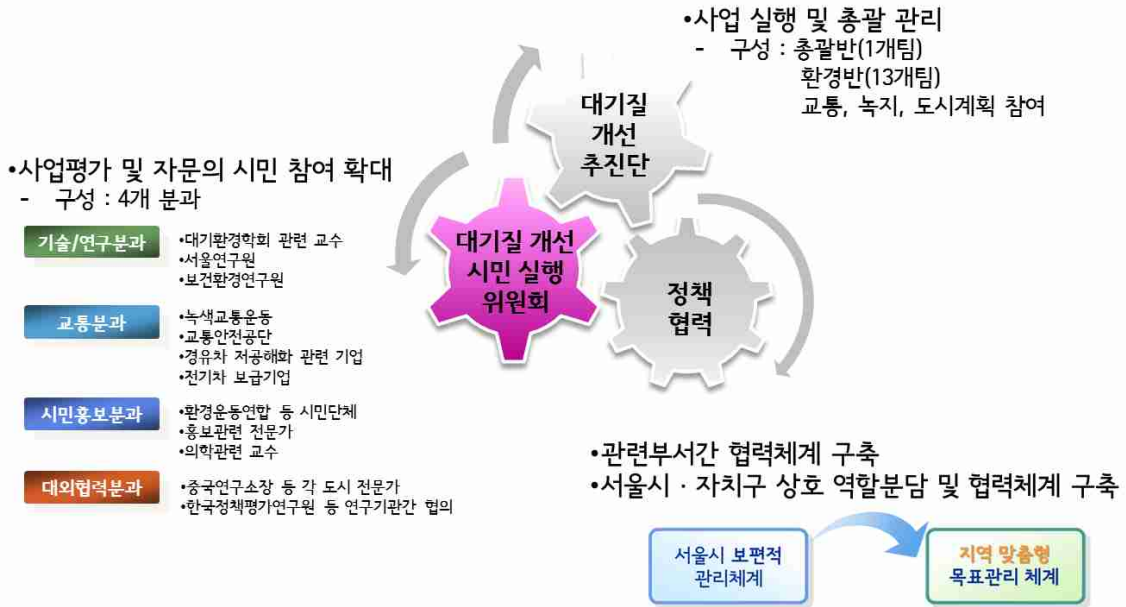 •사업 실행 및 총괄 관리
- 구성 : 총괄반(1개팀)
환경반(13개팀)
교통, 녹지, 도시계획 참여
대기질
개선
추진단
•사업평가 및 자문의 시민 참여 확대
- 구성 : 4개 분과
기술/연구분과
•대기환경학회 관련 교수
•서울연구원
•보건환경연구원
교통분과
•녹색교통운동
•교통안전공단
•경유차 저공해화 관련 기업
•전기차 보급기업
시민홍보분과
•환경운동연합 등 시민단체
•홍보관련 전문가
•의학관련 교수
대외협력분과
•중국연구소장 등 각 도시 전문가
•한국정책평가연구원 등 연구기관간 협의
대기질 개선
시민 실행
위원회
정책
협력
•관련부서간 협력체계 구축
•서울시 · 자치구 상호 역할분담 및 협력체계 구축
서울시 보편적
관리체계
지역 맞춤형
목표관리 체계